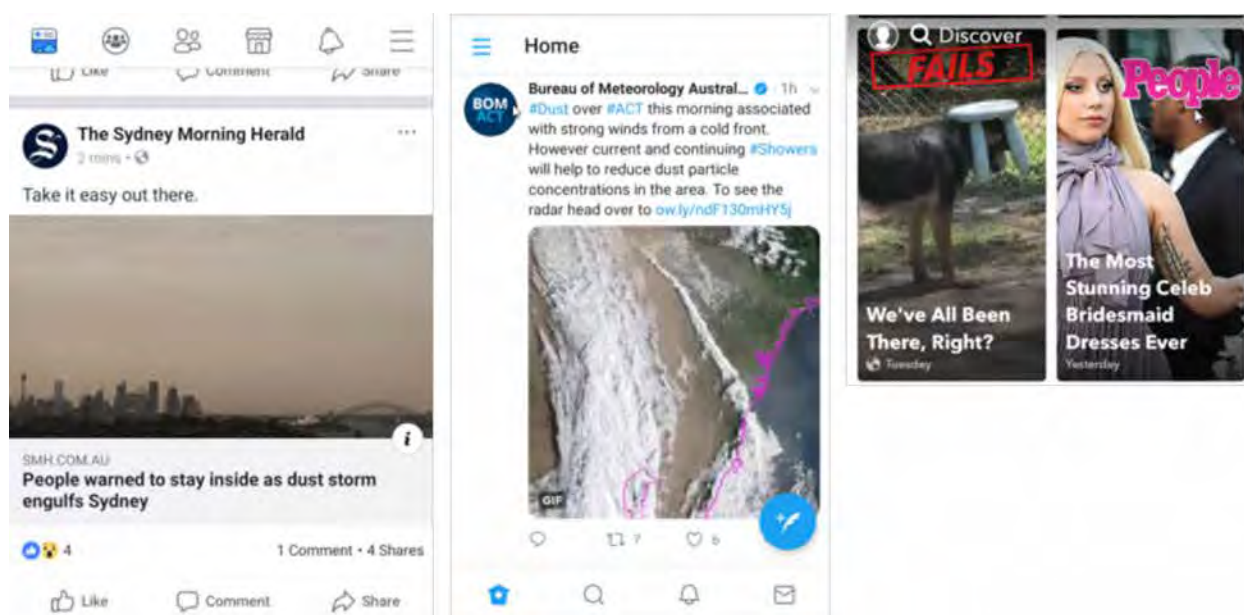 Like Comment Share
The Sydney Morning Herald
2 mins
Take it easy out there.
SMH.COM.AU
People warned to stay inside as dust storm
engulfs Sydney
4
1 Comment • 4 Shares
Like Comment Share
Home
BOM
ACT
Bureau of Meteorology Austral... 1h
#Dust over #ACT this morning associated
with strong winds from a cold front.
However current and continuing #Showers
will help to reduce dust particle
concentrations in the area. To see the
radar head over to ow.ly/ndF130mHY5j
GIF
7 6
Discover
FAILS
We've All Been
There, Right?
Tuesday
People
The Most
Stunning Celeb
Bridesmaid
Dresses Ever
Yesterday